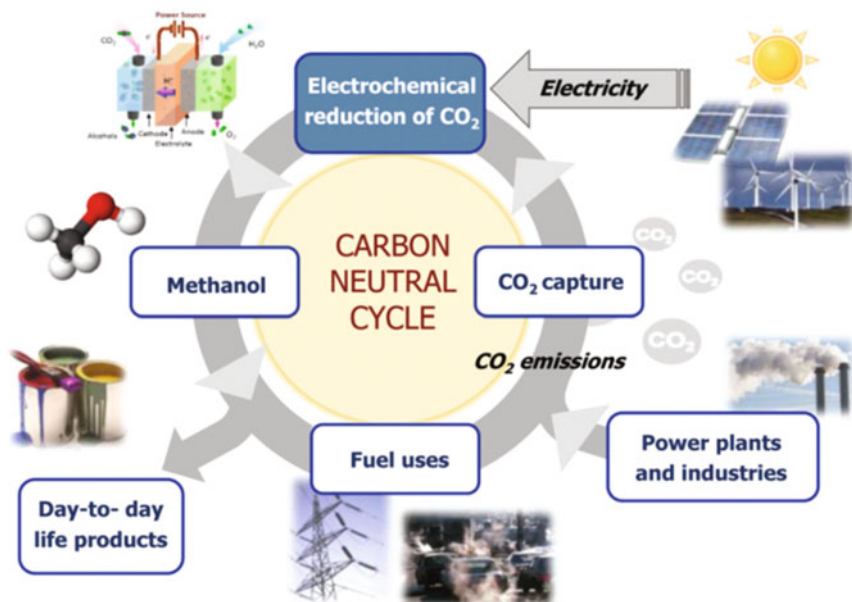 Power Source
CO₂
e⁻
e⁻
H₂O
H⁺
Alcohols
Cathode
Anode
O₂
Electrolyte
Electrochemical
reduction of CO₂
Electricity
CARBON
NEUTRAL
CYCLE
Methanol
CO₂ capture
CO₂
CO₂
CO₂
CO₂ emissions
Fuel uses
Power plants
and industries
Day-to- day
life products